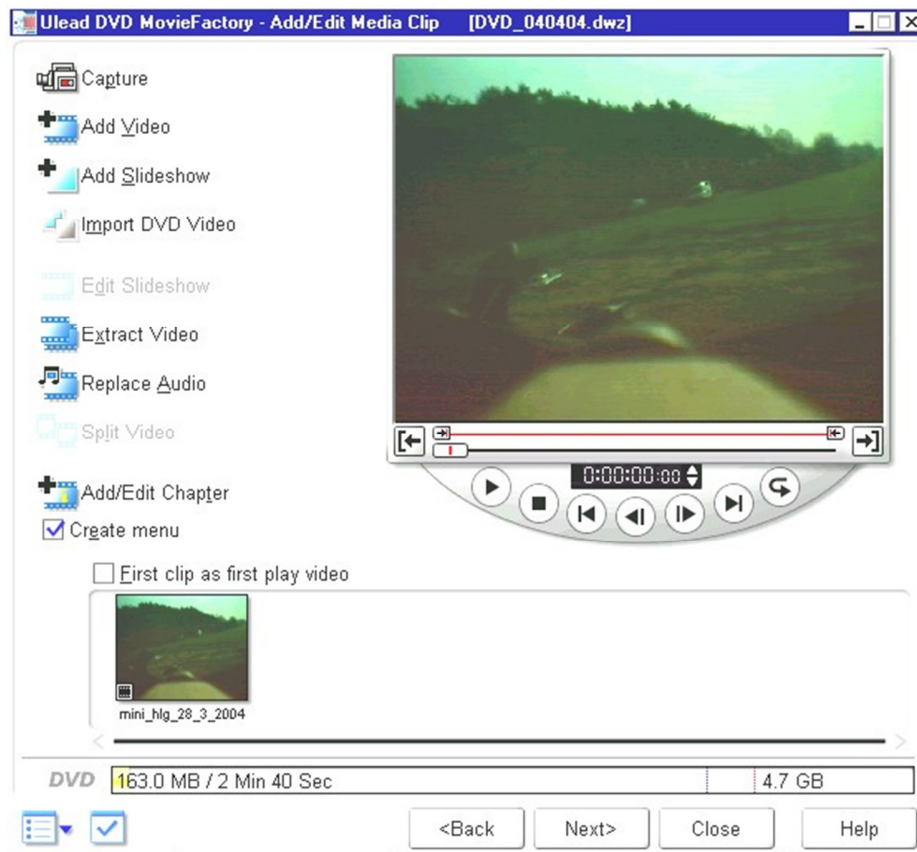 Ulead DVD MovieFactory - Add/Edit Media Clip [DVD_040404.dwz]
Capture
Add Video
Add Slideshow
Import DVD Video
Edit Slideshow
Extract Video
Replace Audio
Split Video
0:00:00:00
Add/Edit Chapter
Create menu
First clip as first play video
mini_hlg_28_3_2004
DVD 163.0 MB / 2 Min 40 Sec 4.7 GB
<Back Next> Close Help